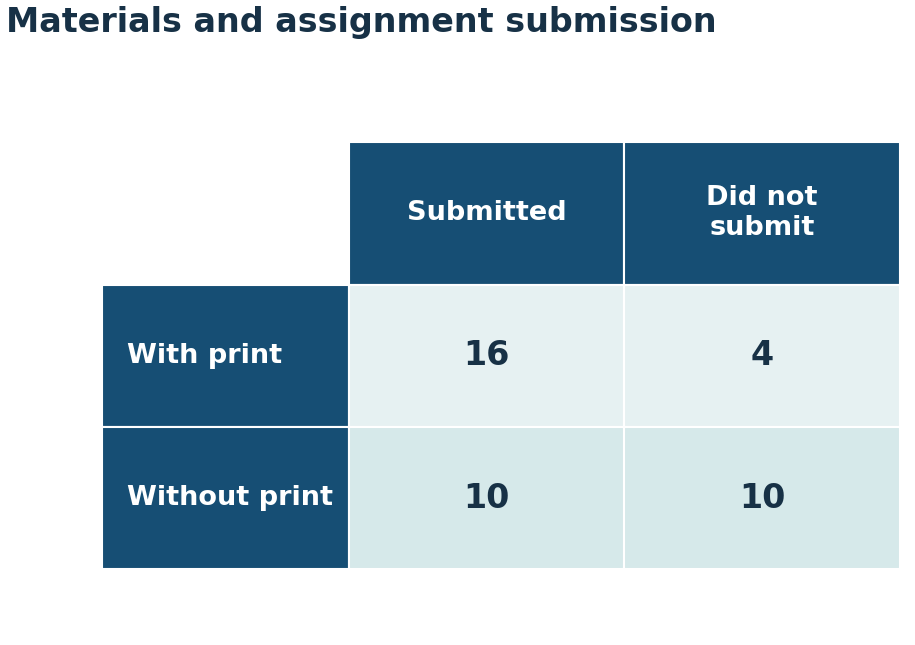 Materials and assignment submission
Submitted
Did not
submit
With print
16
4
Without print
10
10